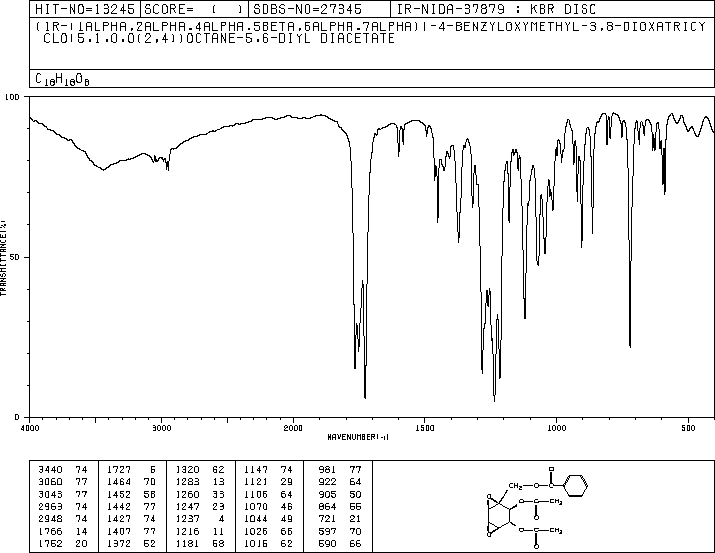 HIT-NO=13245 SCORE= ( ) SDBS-NO=27345 IR-NIDA-37879 : KBR DISC
(1R-(1ALPHA,2ALPHA.4ALPHA.5BETA,6ALPHA.7ALPHA))-4-BENZYLOXYMETHYL-3,8-DIOXATRICY
CLO(5.1.0.0(2,4))OCTANE-5.6-DIYL DIACETATE
C18H18O8
100
50
0
TRANSMITTANCE(%)
4000 3000 2000 1500 1000 500
WAVENUMBER(-1)
3440 74 1727 6 1320 62 1147 74 981 77
3060 77 1464 70 1283 13 1121 29 922 64
3043 77 1452 58 1260 33 1106 64 905 50
2963 74 1442 77 1247 23 1070 46 864 55
2948 74 1427 74 1237 4 1044 49 721 21
1766 14 1407 77 1216 11 1026 66 597 70
1752 20 1372 52 1181 58 1016 62 590 66
CH2 O C
O
O C CH3
O
O C CH3
O
O
O